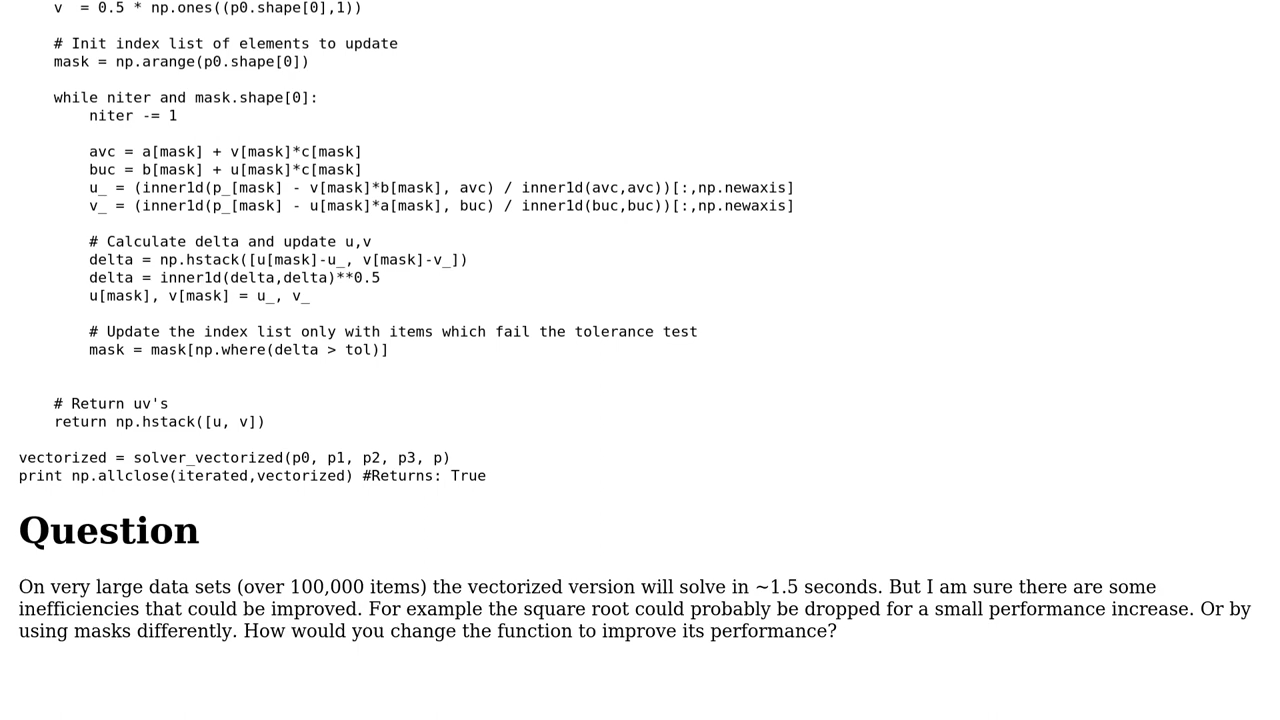 v  = 0.5 * np.ones((p0.shape[0],1))
# Init index list of elements to update
mask = np.arange(p0.shape[0])
while niter and mask.shape[0]:
niter -= 1
avc = a[mask] + v[mask]*c[mask]
buc = b[mask] + u[mask]*c[mask]
u_ = (inner1d(p_[mask] - v[mask]*b[mask], avc) / inner1d(avc,avc))[:,np.newaxis]
v_ = (inner1d(p_[mask] - u[mask]*a[mask], buc) / inner1d(buc,buc))[:,np.newaxis]
# Calculate delta and update u,v
delta = np.hstack([u[mask]-u_, v[mask]-v_])
delta = inner1d(delta,delta)**0.5
u[mask], v[mask] = u_, v_
# Update the index list only with items which fail the tolerance test
mask = mask[np.where(delta > tol)]
# Return uv's
return np.hstack([u, v])
vectorized = solver_vectorized(p0, p1, p2, p3, p)
print np.allclose(iterated,vectorized) #Returns: True
Question
On very large data sets (over 100,000 items) the vectorized version will solve in ~1.5 seconds. But I am sure there are some
inefficiencies that could be improved. For example the square root could probably be dropped for a small performance increase. Or by
using masks differently. How would you change the function to improve its performance?